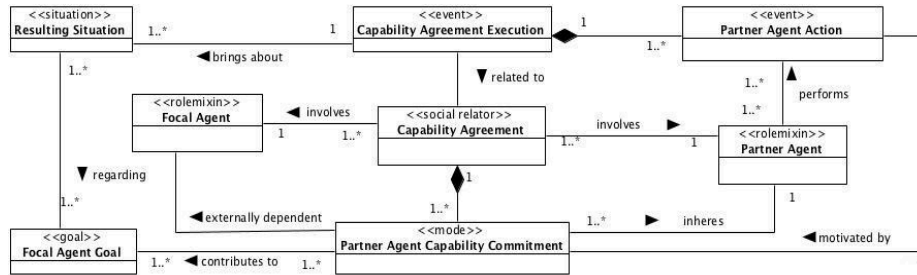 <<situation>>
Resulting Situation
1..*
1
◀brings about
<<event>>
Capability Agreement Execution
1
1..*
<<event>>
Partner Agent Action
1..*
▼ related to
1..*
▲ performs
1..*
<<rolemixin>>
Focal Agent
◀ involves
1
1..*
<<social relator>>
Capability Agreement
involves ▶
1..*
1
<<rolemixin>>
Partner Agent
1
▼ regarding
1..*
1
1..*
◀externally dependent
<<mode>>
Partner Agent Capability Commitment
1..*
▶ inheres
◀ motivated by
<<goal>>
Focal Agent Goal
1..*
◀ contributes to
1..*